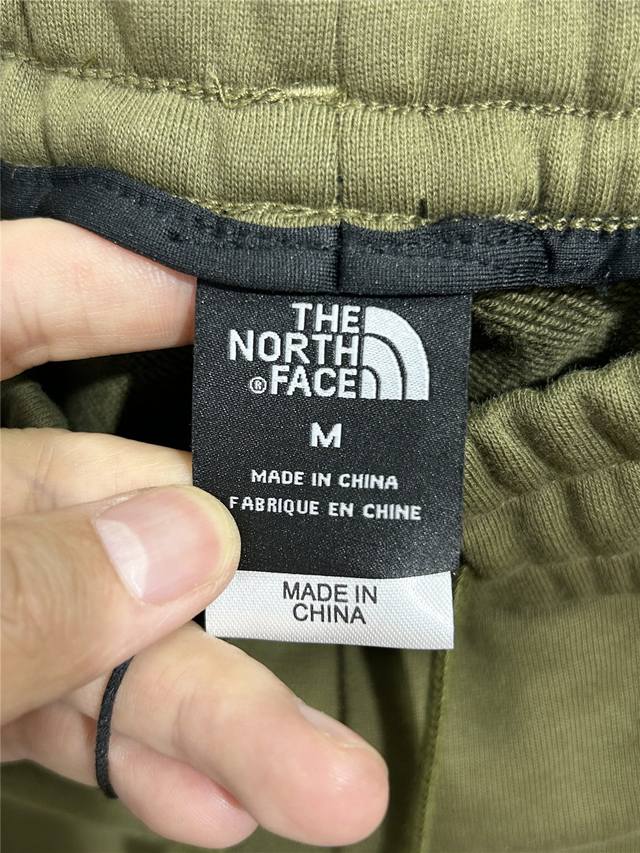 THE
NORTH
® FACE
M
MADE IN CHINA
FABRIQUE EN CHINE
MADE IN
CHINA